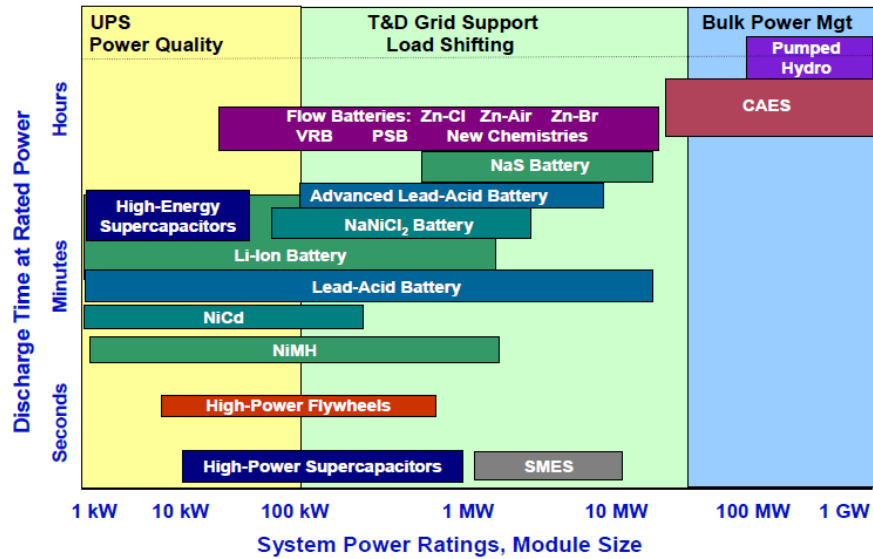 UPS
Power Quality
T&D Grid Support
Load Shifting
Bulk Power Mgt
Pumped
Hydro
CAES
Flow Batteries: Zn-Cl Zn-Air Zn-Br
VRB PSB New Chemistries
NaS Battery
Advanced Lead-Acid Battery
High-Energy
Supercapacitors
NaNiCl₂ Battery
Li-Ion Battery
Lead-Acid Battery
NiCd
NiMH
High-Power Flywheels
High-Power Supercapacitors
SMES
Discharge Time at Rated Power
Hours
Minutes
Seconds
1 kW 10 kW 100 kW 1 MW 10 MW 100 MW 1 GW
System Power Ratings, Module Size